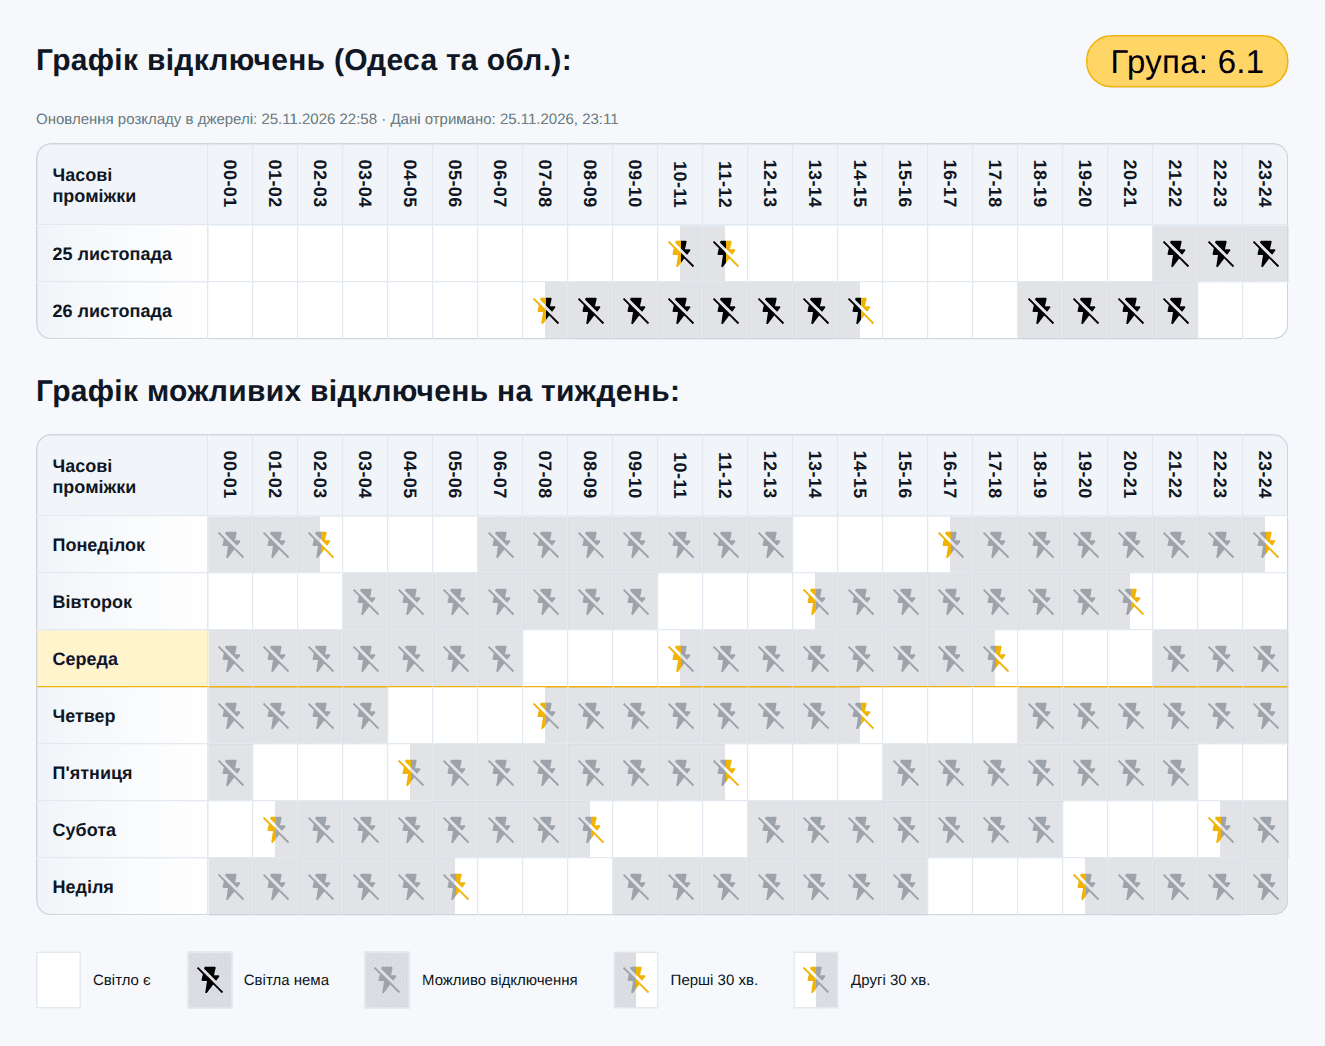 Графік відключень (Одеса та обл.):
Група: 6.1
Оновлення розкладу в джерелі: 25.11.2026 22:58 · Дані отримано: 25.11.2026, 23:11
Часові
проміжки
00-01 01-02 02-03 03-04 04-05 05-06 06-07 07-08 08-09 09-10 10-11 11-12 12-13 13-14 14-15 15-16 16-17 17-18 18-19 19-20 20-21 21-22 22-23 23-24
25 листопада
26 листопада
Графік можливих відключень на тиждень:
Часові
проміжки
00-01 01-02 02-03 03-04 04-05 05-06 06-07 07-08 08-09 09-10 10-11 11-12 12-13 13-14 14-15 15-16 16-17 17-18 18-19 19-20 20-21 21-22 22-23 23-24
Понеділок
Вівторок
Середа
Четвер
П'ятниця
Субота
Неділя
Світло є
Світла нема
Можливо відключення
Перші 30 хв.
Другі 30 хв.